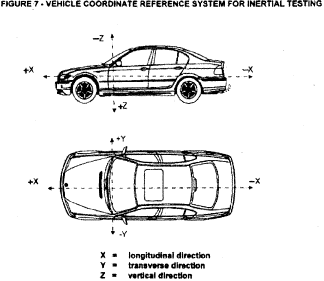 FIGURE 7 - VEHICLE COORDINATE REFERENCE SYSTEM FOR INERTIAL TESTING
-Z
+X
-X
+Z
+Y
+X
-X
-Y
X = longitudinal direction
Y = transverse direction
Z = vertical direction